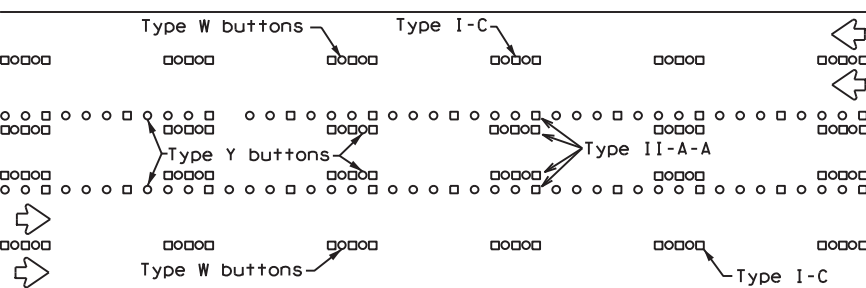 Type W buttons
Type I-C
Type Y buttons
Type II-A-A
Type W buttons
Type I-C